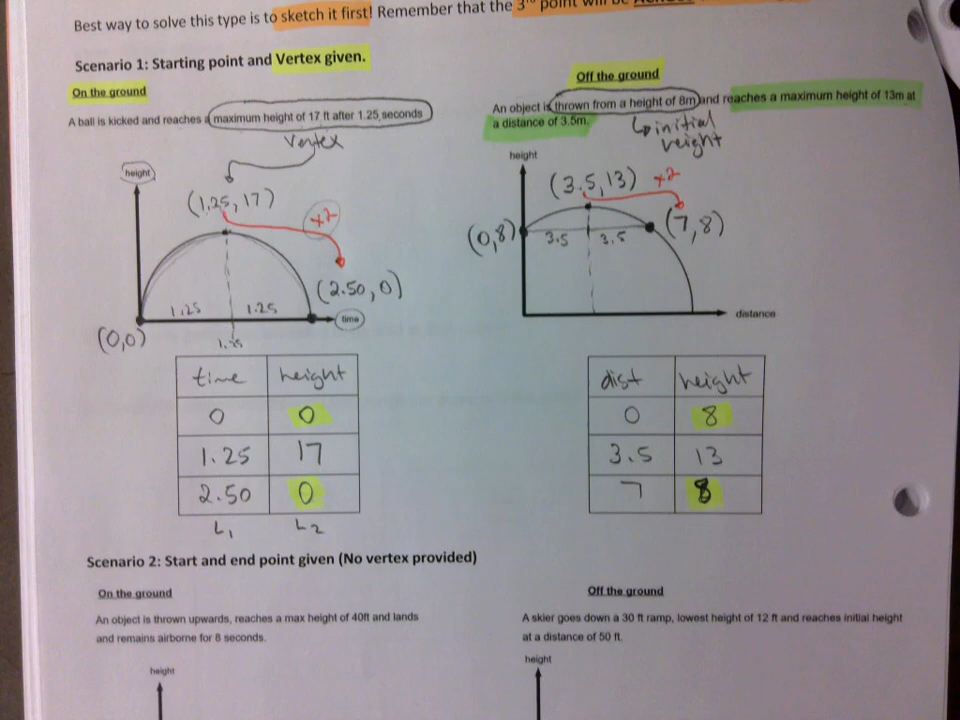 Best way to solve this type is to sketch it first! Remember that the 3rd point will be
Scenario 1: Starting point and Vertex given.
On the ground
A ball is kicked and reaches a maximum height of 17 ft after 1.25 seconds
vertex
height
(1.25, 17)
x2
(2.50, 0)
1.25 1.25
(0,0)
1.25
time
time height
0 0
1.25 17
2.50 0
L1 L2
Off the ground
An object is thrown from a height of 8m and reaches a maximum height of 13m at
a distance of 3.5m.
↳ initial
height
height
(3.5, 13) x2
(0,8) 3.5 3.5 (7,8)
distance
dist height
0 8
3.5 13
7 8
Scenario 2: Start and end point given (No vertex provided)
On the ground
An object is thrown upwards, reaches a max height of 40ft and lands
and remains airborne for 8 seconds.
height
Off the ground
A skier goes down a 30 ft ramp, lowest height of 12 ft and reaches initial height
at a distance of 50 ft.
height